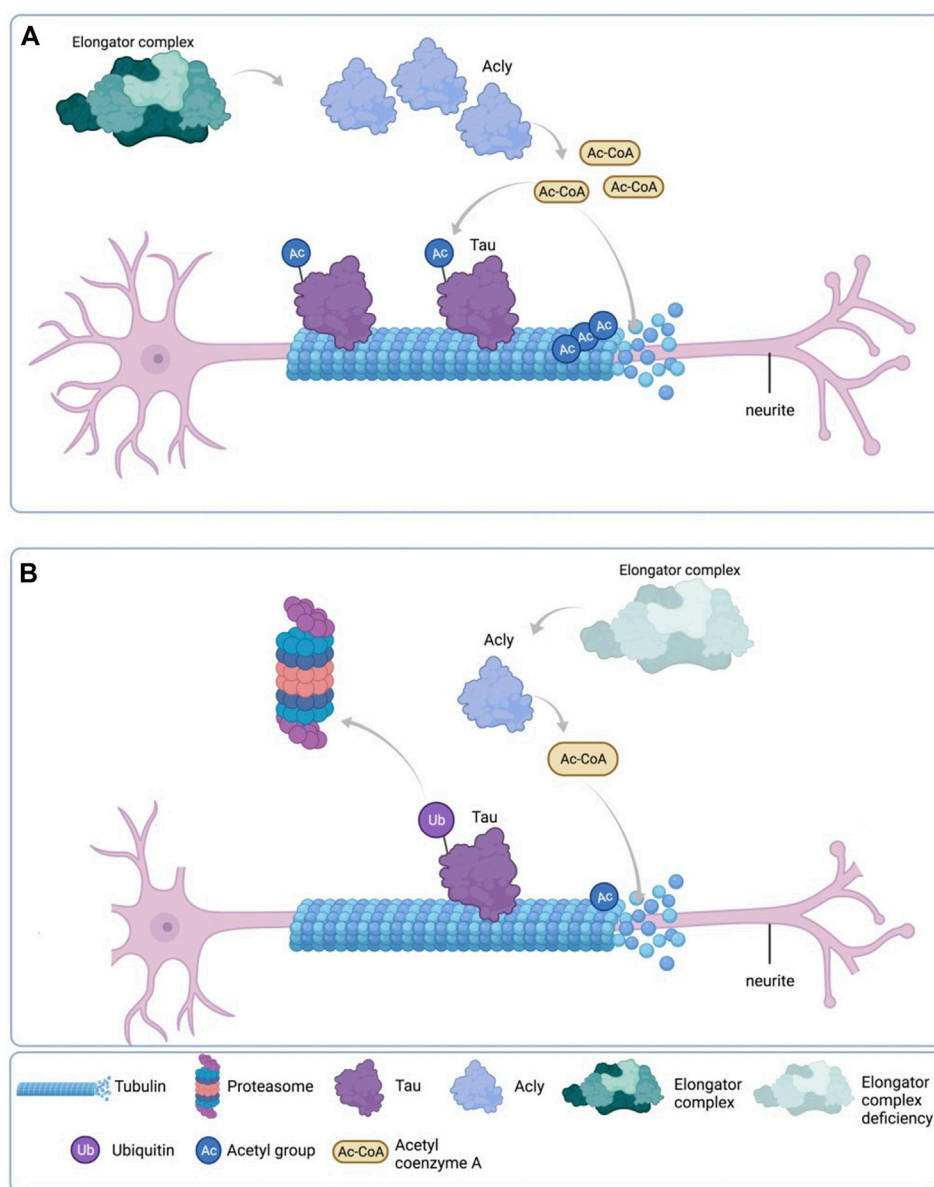 A
Elongator complex
Acly
Ac-CoA
Ac-CoA
Ac-CoA
Ac
Ac
Tau
Ac
Ac
Ac
neurite
B
Elongator complex
Acly
Ac-CoA
Ub
Tau
Ac
neurite
Tubulin
Proteasome
Tau
Acly
Elongator
complex
Elongator
complex
deficiency
Ub
Ubiquitin
Ac
Acetyl group
Ac-CoA
Acetyl
coenzyme A